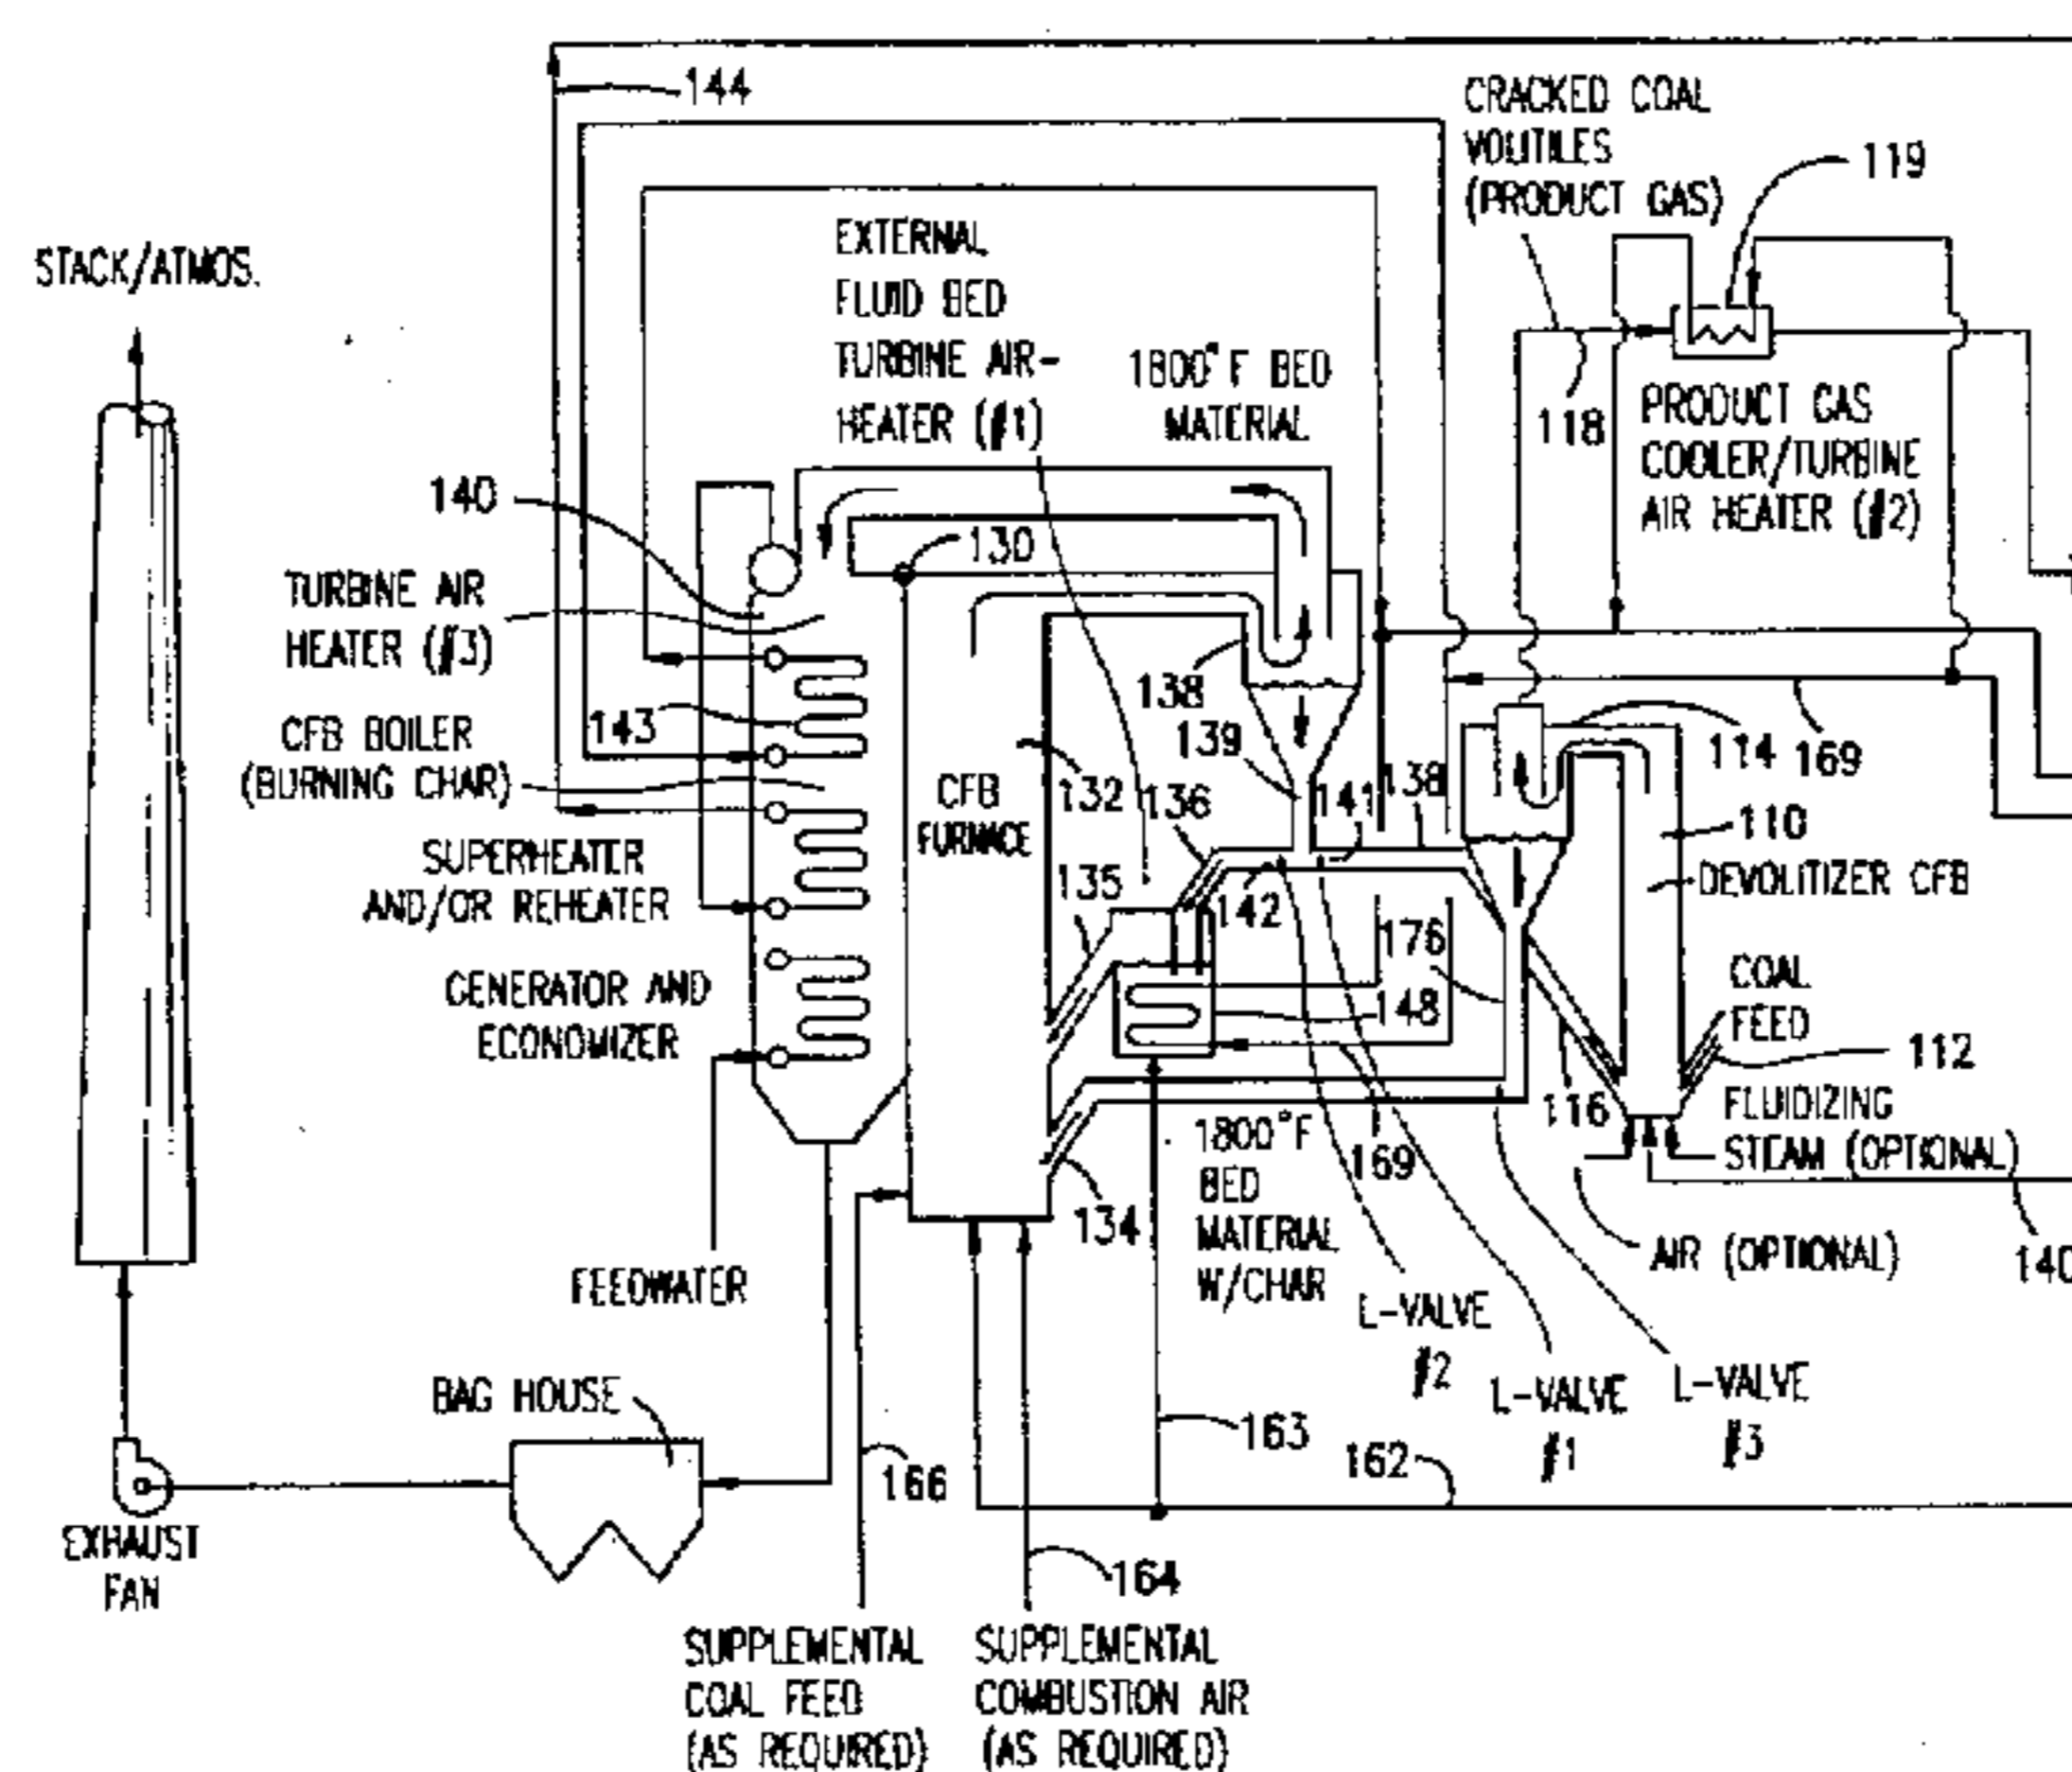 144
CRACKED COAL
VOLITILES
(PRODUCT GAS)
119
STACK/ATMOS.
EXTERNAL
FLUID BED
TURBINE AIR-
HEATER (#1)
1800°F BED
MATERIAL
118
PRODUCT GAS
COOLER/TURBINE
AIR HEATER (#2)
140
130
TURBINE AIR
HEATER (#3)
138
143
CFB BOILER
(BURNING CHAR)
139
114
169
CFB
FURNACE
132
136
141
138
110
SUPERHEATER
AND/OR REHEATER
135
142
DEVOLITIZER CFB
176
GENERATOR AND
ECONOMIZER
148
COAL
FEED
112
116
FLUIDIZING
STEAM (OPTIONAL)
1800°F
BED
MATERIAL
W/CHAR
169
134
AIR (OPTIONAL)
140
FEEDWATER
L-VALVE
#2
L-VALVE
#1
L-VALVE
#3
BAG HOUSE
163
162
166
EXHAUST
FAN
164
SUPPLEMENTAL
COAL FEED
(AS REQUIRED)
SUPPLEMENTAL
COMBUSTION AIR
(AS REQUIRED)